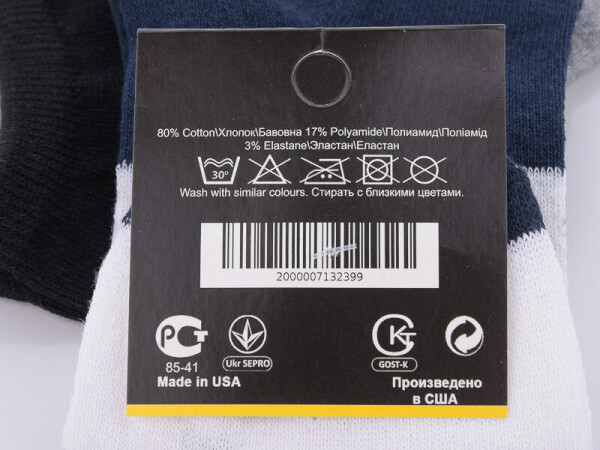 80% Cotton\Хлопок\Бавовна 17% Polyamide\Полиамид\Поліамід
3% Elastane\Эластан\Еластан
30°
Wash with similar colours. Стирать с близкими цветами.
2000007132399
РСТ
85-41
Ukr SEPRO
GOST-K
Made in USA
Произведено
в США